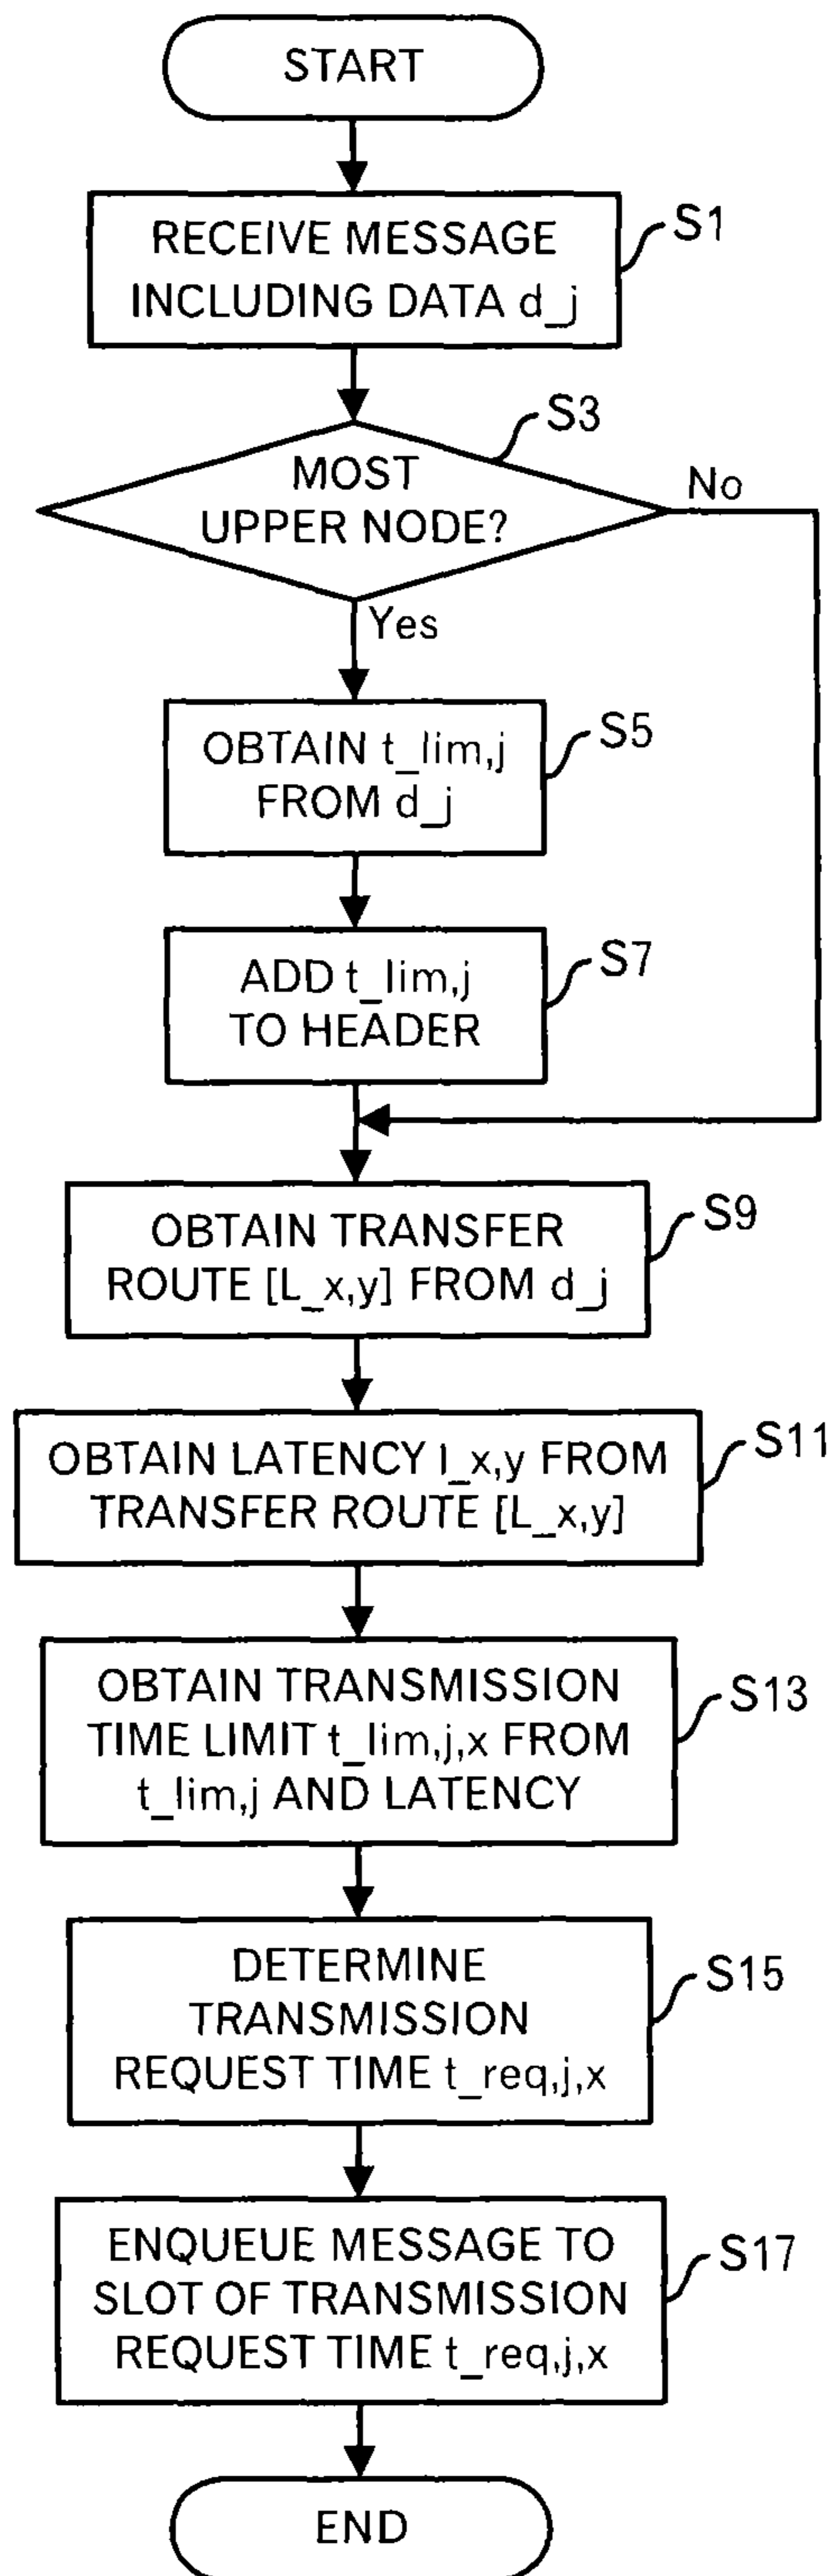 START
RECEIVE MESSAGE
INCLUDING DATA d_j
S1
MOST
UPPER NODE?
S3
No
Yes
OBTAIN t_lim,j
FROM d_j
S5
ADD t_lim,j
TO HEADER
S7
OBTAIN TRANSFER
ROUTE [L_x,y] FROM d_j
S9
OBTAIN LATENCY l_x,y FROM
TRANSFER ROUTE [L_x,y]
S11
OBTAIN TRANSMISSION
TIME LIMIT t_lim,j,x FROM
t_lim,j AND LATENCY
S13
DETERMINE
TRANSMISSION
REQUEST TIME t_req,j,x
S15
ENQUEUE MESSAGE TO
SLOT OF TRANSMISSION
REQUEST TIME t_req,j,x
S17
END